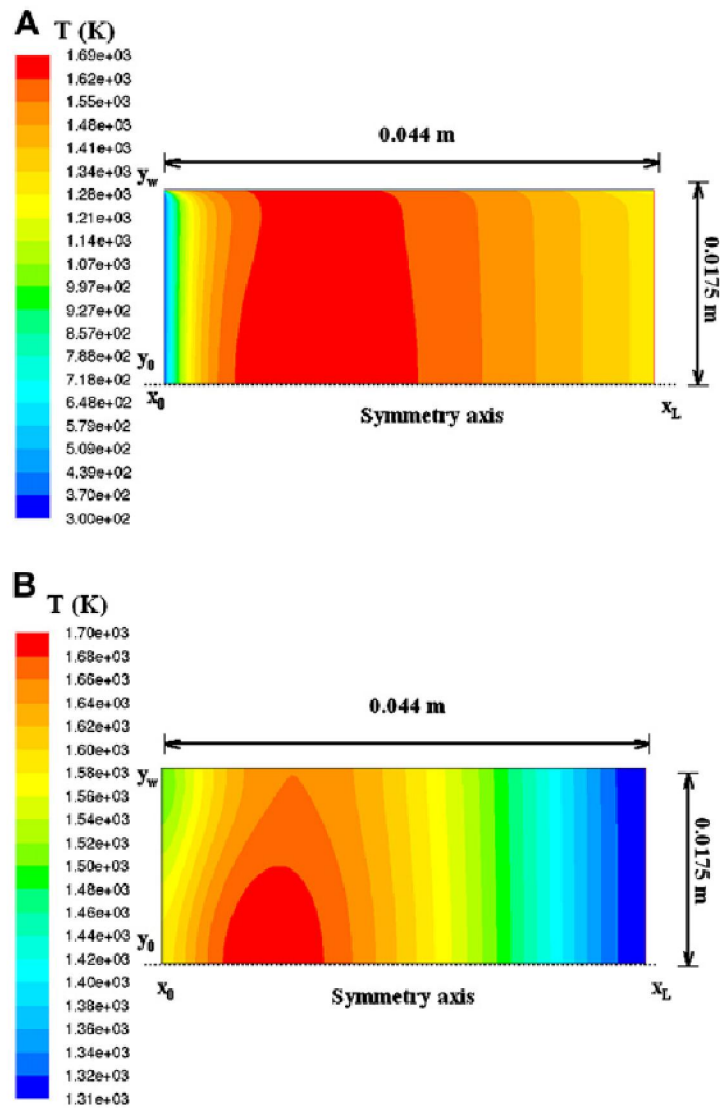 A
T (K)
1.69e+03
1.62e+03
1.55e+03
1.48e+03
1.41e+03
1.34e+03
1.28e+03
1.21e+03
1.14e+03
1.07e+03
9.97e+02
9.27e+02
8.57e+02
7.88e+02
7.18e+02
6.48e+02
5.79e+02
5.09e+02
4.39e+02
3.70e+02
3.00e+02
0.044 m
yw
0.0175 m
y0
x0
Symmetry axis
xL
B
T (K)
1.70e+03
1.68e+03
1.66e+03
1.64e+03
1.62e+03
1.60e+03
1.58e+03
1.56e+03
1.54e+03
1.52e+03
1.50e+03
1.48e+03
1.46e+03
1.44e+03
1.42e+03
1.40e+03
1.38e+03
1.36e+03
1.34e+03
1.32e+03
1.31e+03
0.044 m
yw
0.0175 m
y0
x0
Symmetry axis
xL